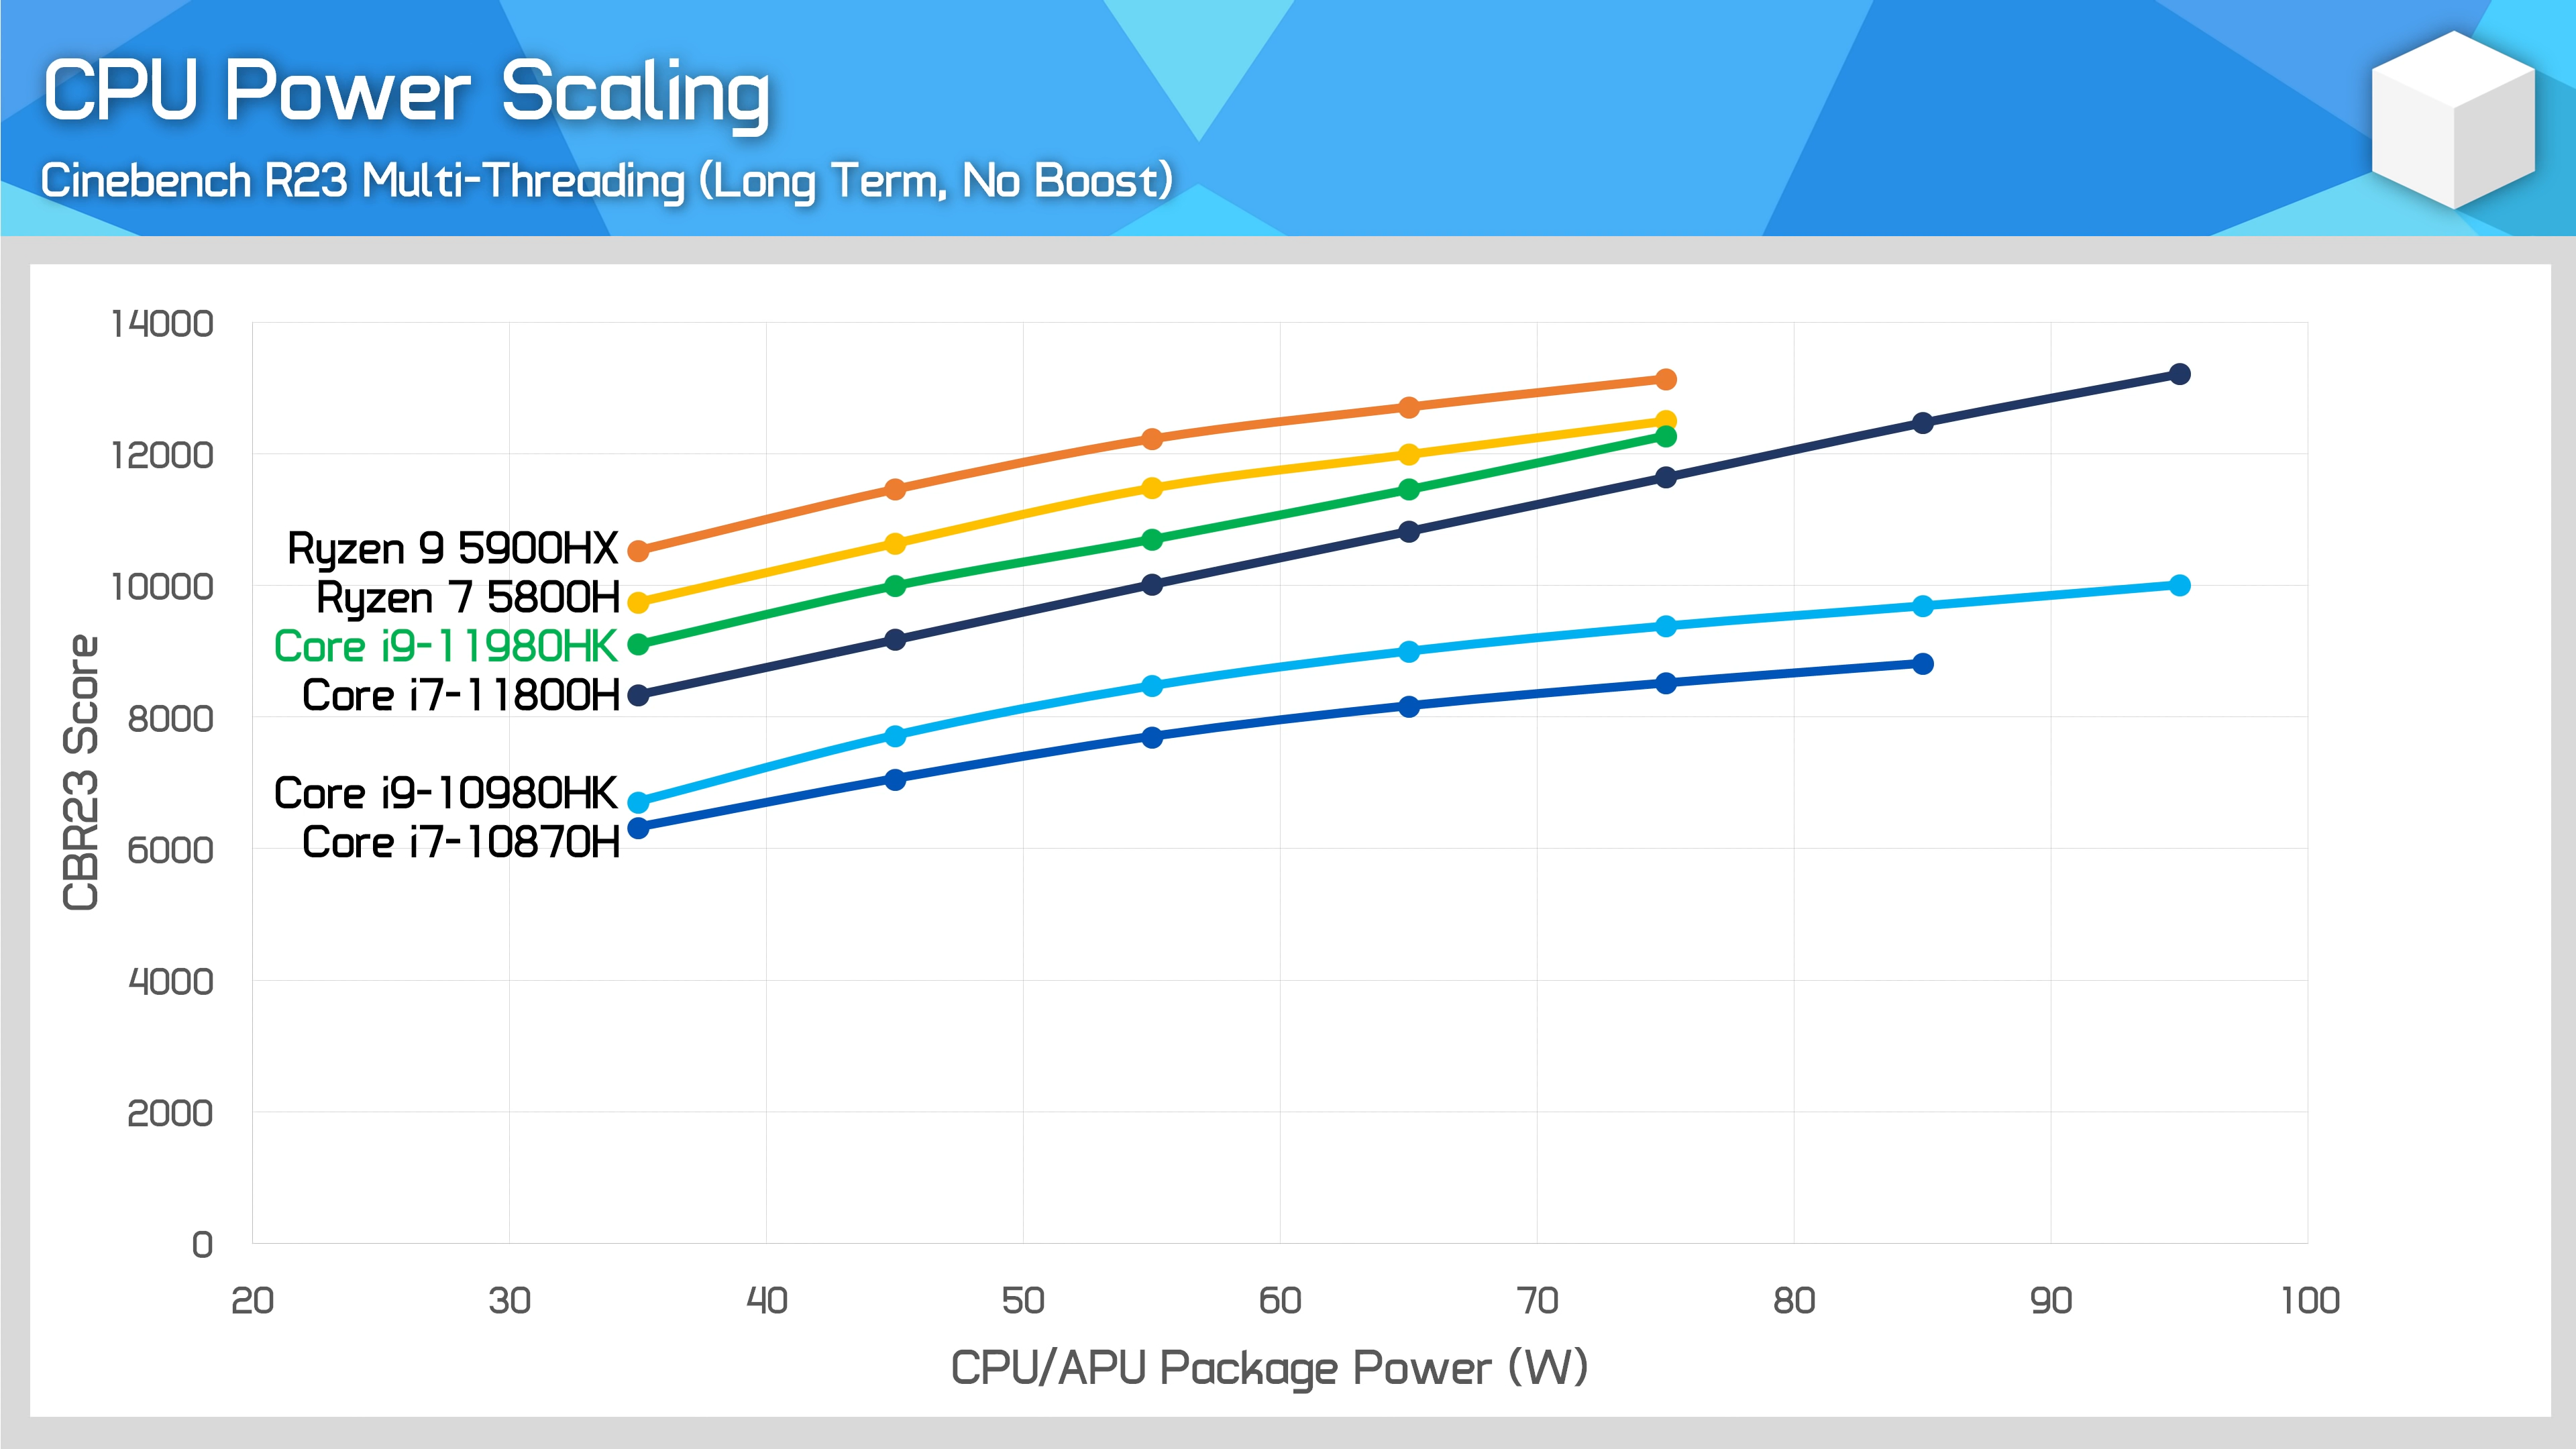 CPU Power Scaling
Cinebench R23 Multi-Threading (Long Term, No Boost)
14000
12000
10000
8000
6000
4000
2000
0
CBR23 Score
Ryzen 9 5900HX
Ryzen 7 5800H
Core i9-11980HK
Core i7-11800H
Core i9-10980HK
Core i7-10870H
20 30 40 50 60 70 80 90 100
CPU/APU Package Power (W)